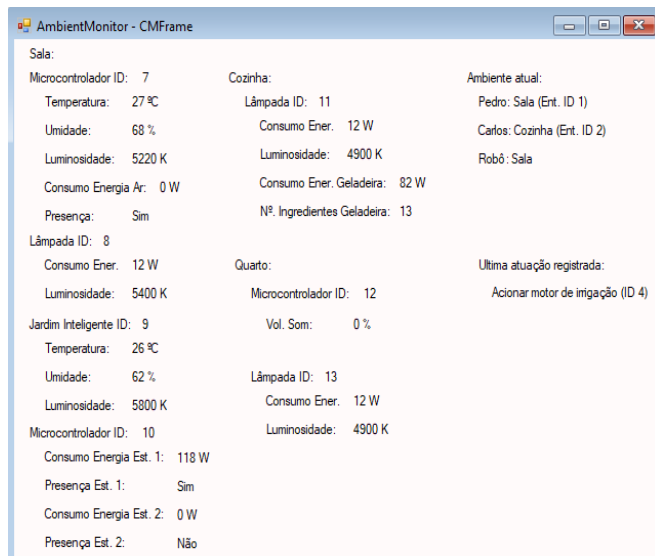 AmbientMonitor - CMFrame
Sala:
Microcontrolador ID: 7
Temperatura: 27 ºC
Umidade: 68 %
Luminosidade: 5220 K
Consumo Energia Ar: 0 W
Presença: Sim
Lâmpada ID: 8
Consumo Ener. 12 W
Luminosidade: 5400 K
Jardim Inteligente ID: 9
Temperatura: 26 ºC
Umidade: 62 %
Luminosidade: 5800 K
Microcontrolador ID: 10
Consumo Energia Est. 1: 118 W
Presença Est. 1: Sim
Consumo Energia Est. 2: 0 W
Presença Est. 2: Não
Cozinha:
Lâmpada ID: 11
Consumo Ener. 12 W
Luminosidade: 4900 K
Consumo Ener. Geladeira: 82 W
Nº. Ingredientes Geladeira: 13
Quarto:
Microcontrolador ID: 12
Vol. Som: 0 %
Lâmpada ID: 13
Consumo Ener. 12 W
Luminosidade: 4900 K
Ambiente atual:
Pedro: Sala (Ent. ID 1)
Carlos: Cozinha (Ent. ID 2)
Robô: Sala
Ultima atuação registrada:
Acionar motor de irrigação (ID 4)